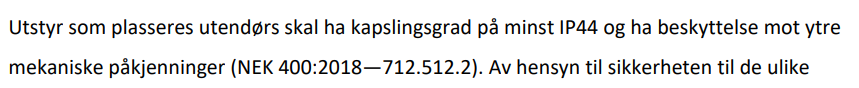 Utstyr som plasseres utendørs skal ha kapslingsgrad på minst IP44 og ha beskyttelse mot ytre
mekaniske påkjenninger (NEK 400:2018—712.512.2). Av hensyn til sikkerheten til de ulike